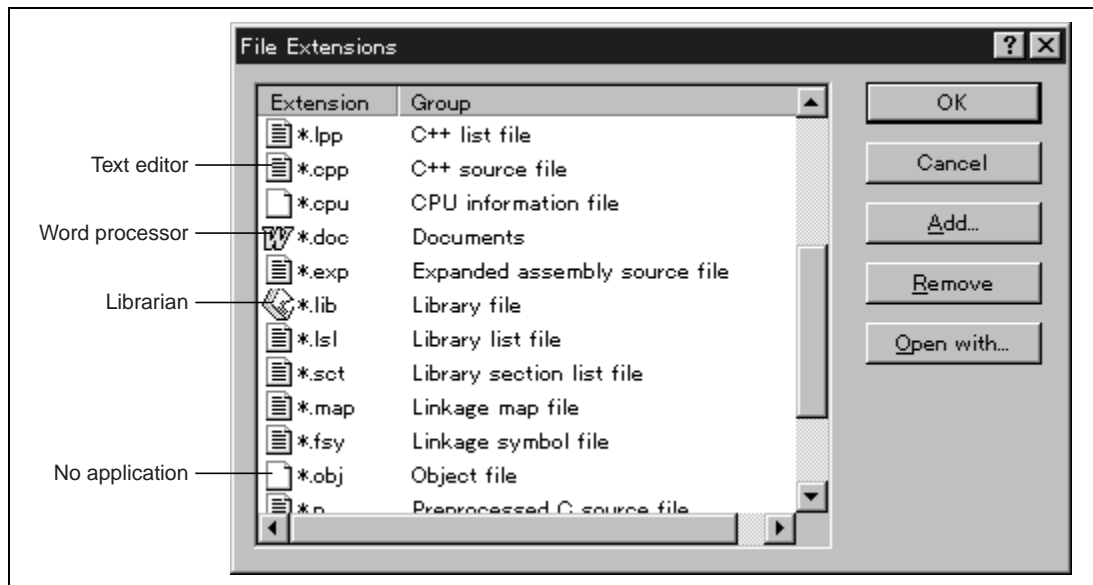 File Extensions
Extension Group
*.lpp C++ list file
Text editor *.cpp C++ source file
*.cpu CPU information file
Word processor *.doc Documents
*.exp Expanded assembly source file
Librarian *.lib Library file
*.lsl Library list file
*.sct Library section list file
*.map Linkage map file
*.fsy Linkage symbol file
No application *.obj Object file
*.p Preprocessed C source file
OK
Cancel
Add...
Remove
Open with...